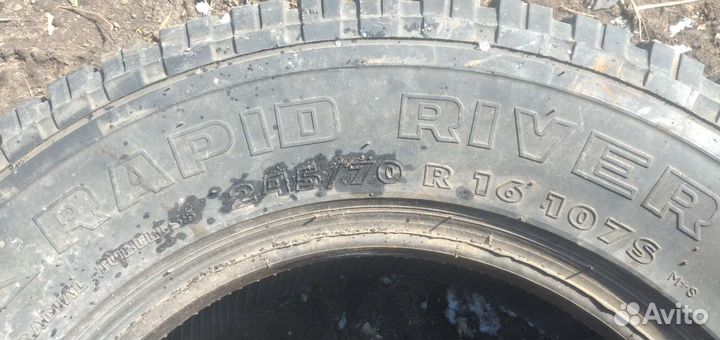 RAPID RIVER
RADIAL TUBELESS 245/70 R 16 107S M+S
Avito